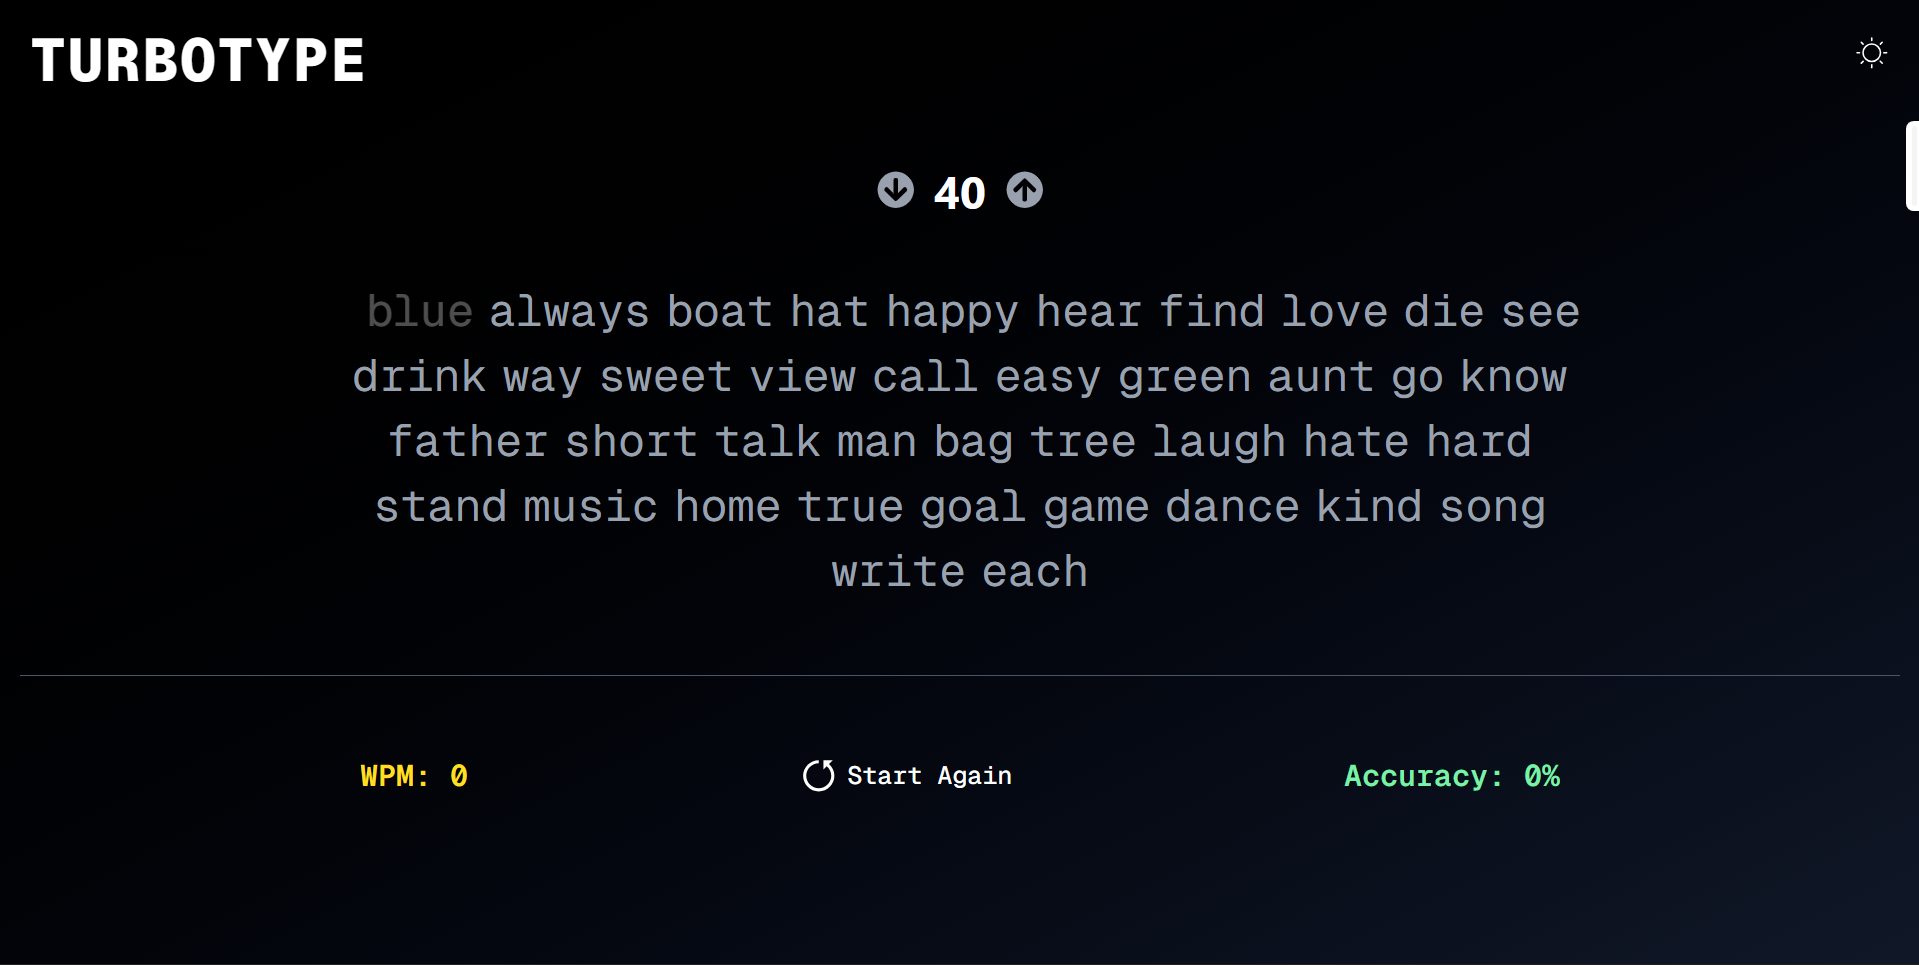 TURBOTYPE
40
blue always boat hat happy hear find love die see
drink way sweet view call easy green aunt go know
father short talk man bag tree laugh hate hard
stand music home true goal game dance kind song
write each
WPM: 0
Start Again
Accuracy: 0%